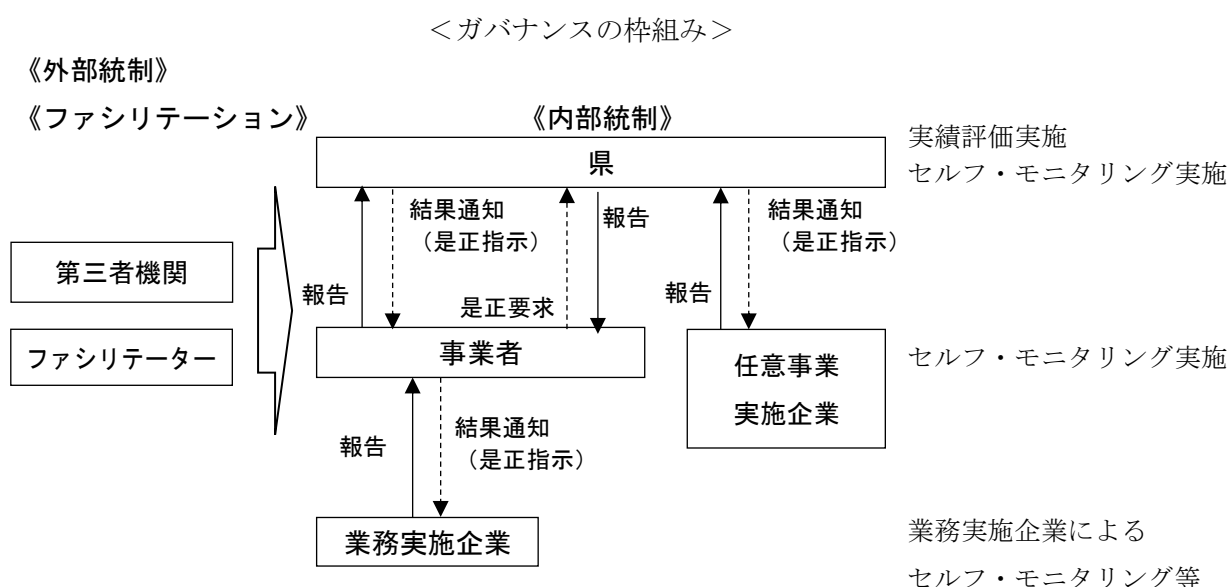 ＜ガバナンスの枠組み＞
《外部統制》
《ファシリテーション》
《内部統制》
県
実績評価実施
セルフ・モニタリング実施
結果通知
（是正指示）
報告
結果通知
（是正指示）
第三者機関
ファシリテーター
報告
是正要求
報告
事業者
任意事業
実施企業
セルフ・モニタリング実施
報告
結果通知
（是正指示）
業務実施企業
業務実施企業による
セルフ・モニタリング等